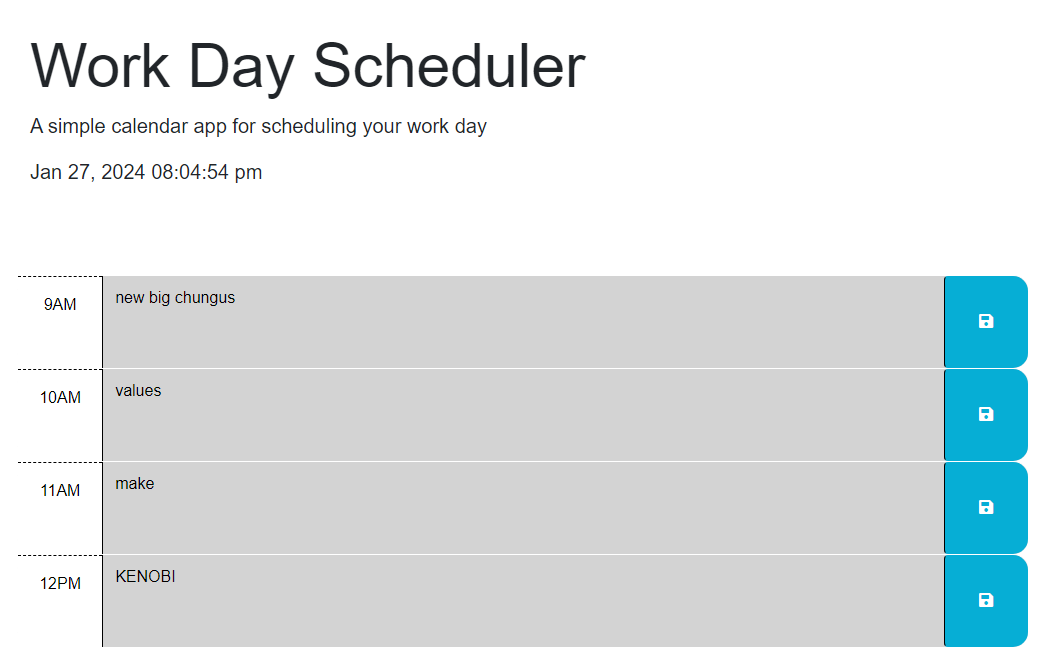 Work Day Scheduler
A simple calendar app for scheduling your work day
Jan 27, 2024 08:04:54 pm
9AM
new big chungus
10AM
values
11AM
make
12PM
KENOBI